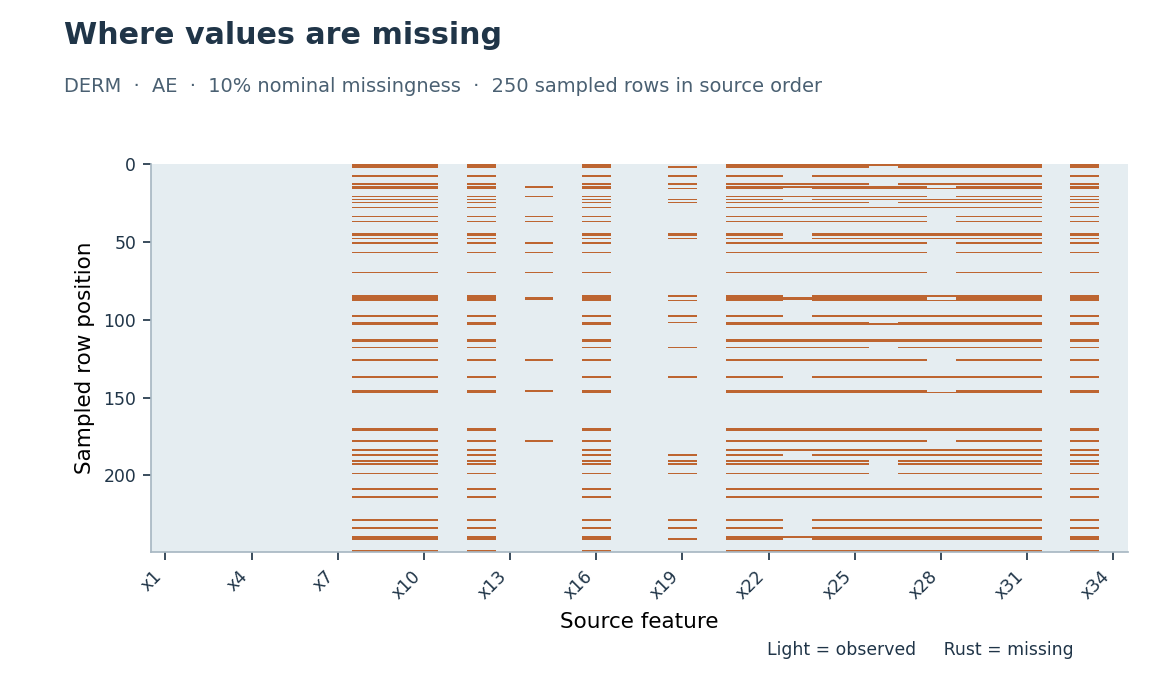 Where values are missing
DERM · AE · 10% nominal missingness · 250 sampled rows in source order
0
50
100
150
200
Sampled row position
x1 x4 x7 x10 x13 x16 x19 x22 x25 x28 x31 x34
Source feature
Light = observed Rust = missing